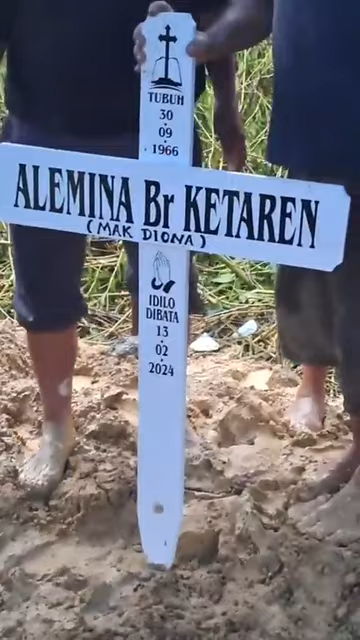 TUBUH
30
09
1966
ALEMINA Br KETAREN
(MAK DIONA)
IDILO
DIBATA
13
02
2024